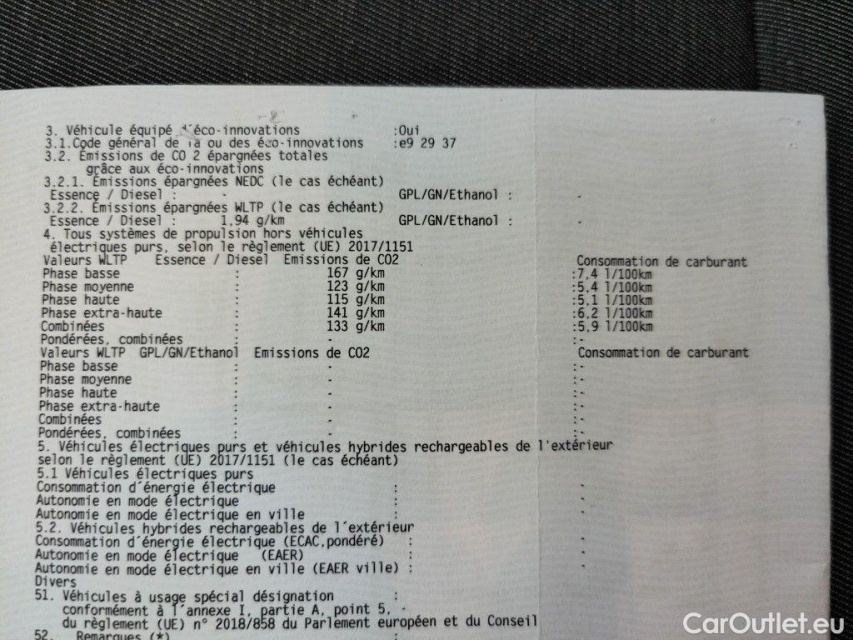 3. Véhicule équipé d'éco-innovations :Oui
3.1.Code général de la ou des éco-innovations :e9 29 37
3.2. Émissions de CO 2 épargnées totales
grâce aux éco-innovations
3.2.1. Émissions épargnées NEDC (le cas échéant)
Essence / Diesel : - GPL/GN/Ethanol : -
3.2.2. Émissions épargnées WLTP (le cas échéant)
Essence / Diesel : 1,94 g/km GPL/GN/Ethanol : -
4. Tous systèmes de propulsion hors véhicules
électriques purs, selon le règlement (UE) 2017/1151
Valeurs WLTP Essence / Diesel Emissions de CO2 Consommation de carburant
Phase basse : 167 g/km :7,4 l/100km
Phase moyenne : 123 g/km :5,4 l/100km
Phase haute : 115 g/km :5,1 l/100km
Phase extra-haute : 141 g/km :6,2 l/100km
Combinées : 133 g/km :5,9 l/100km
Pondérées, combinées : - :-
Valeurs WLTP GPL/GN/Ethanol Emissions de CO2 Consommation de carburant
Phase basse : - :-
Phase moyenne : - :-
Phase haute : - :-
Phase extra-haute : - :-
Combinées : - :-
Pondérées, combinées : - :-
5. Véhicules électriques purs et véhicules hybrides rechargeables de l'extérieur
selon le règlement (UE) 2017/1151 (le cas échéant)
5.1 Véhicules électriques purs
Consommation d'énergie électrique : -
Autonomie en mode électrique : -
Autonomie en mode électrique en ville : -
5.2. Véhicules hybrides rechargeables de l'extérieur
Consommation d'énergie électrique (ECAC,pondéré) : -
Autonomie en mode électrique (EAER) : -
Autonomie en mode électrique en ville (EAER ville) : -
Divers
51. Véhicules à usage spécial désignation :
conformément à l'annexe I, partie A, point 5, -
du règlement (UE) n° 2018/858 du Parlement européen et du Conseil
52. Remarques (*) :
CarOutlet.eu